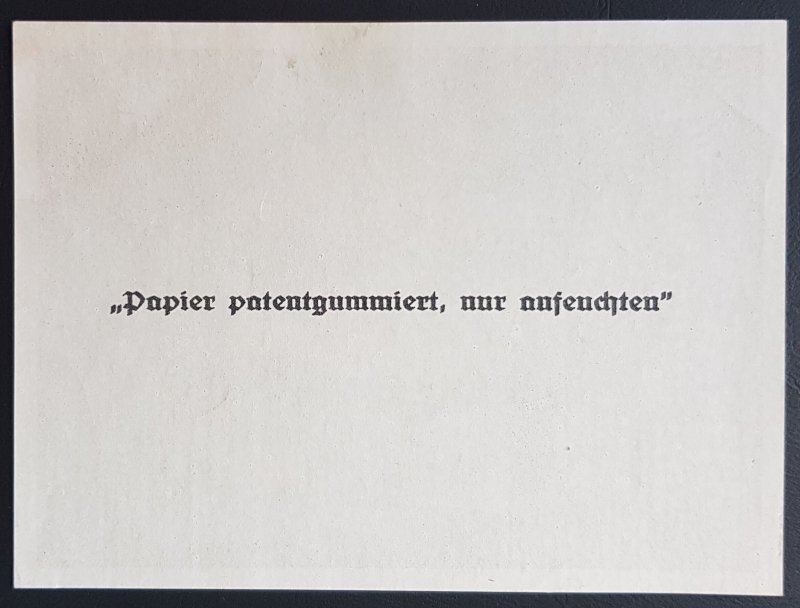 „Papier patentgummiert, nur anfeuchten”